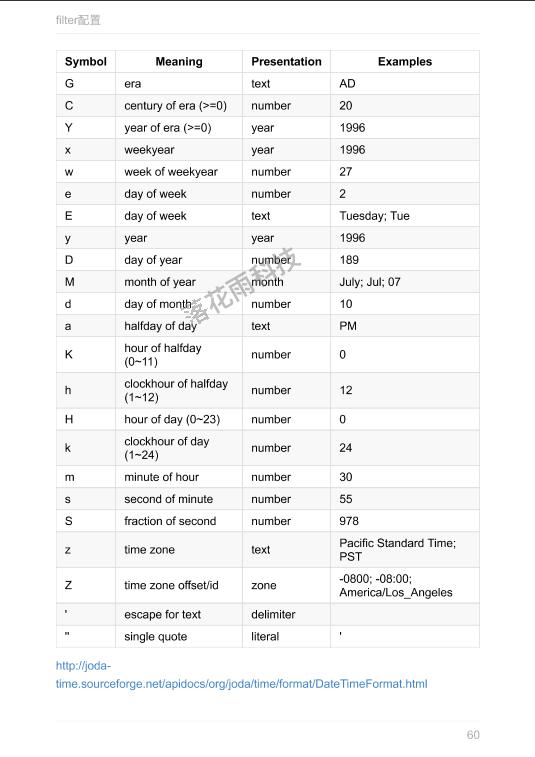 filter配置
Symbol Meaning Presentation Examples
G era text AD
C century of era (>=0) number 20
Y year of era (>=0) year 1996
x weekyear year 1996
w week of weekyear number 27
e day of week number 2
E day of week text Tuesday; Tue
y year year 1996
D day of year number 189
M month of year month July; Jul; 07
d day of month number 10
a halfday of day text PM
K hour of halfday (0~11) number 0
h clockhour of halfday (1~12) number 12
H hour of day (0~23) number 0
k clockhour of day (1~24) number 24
m minute of hour number 30
s second of minute number 55
S fraction of second number 978
z time zone text Pacific Standard Time; PST
Z time zone offset/id zone -0800; -08:00; America/Los_Angeles
' escape for text delimiter
'' single quote literal '
落花雨科技
http://joda-
time.sourceforge.net/apidocs/org/joda/time/format/DateTimeFormat.html
60